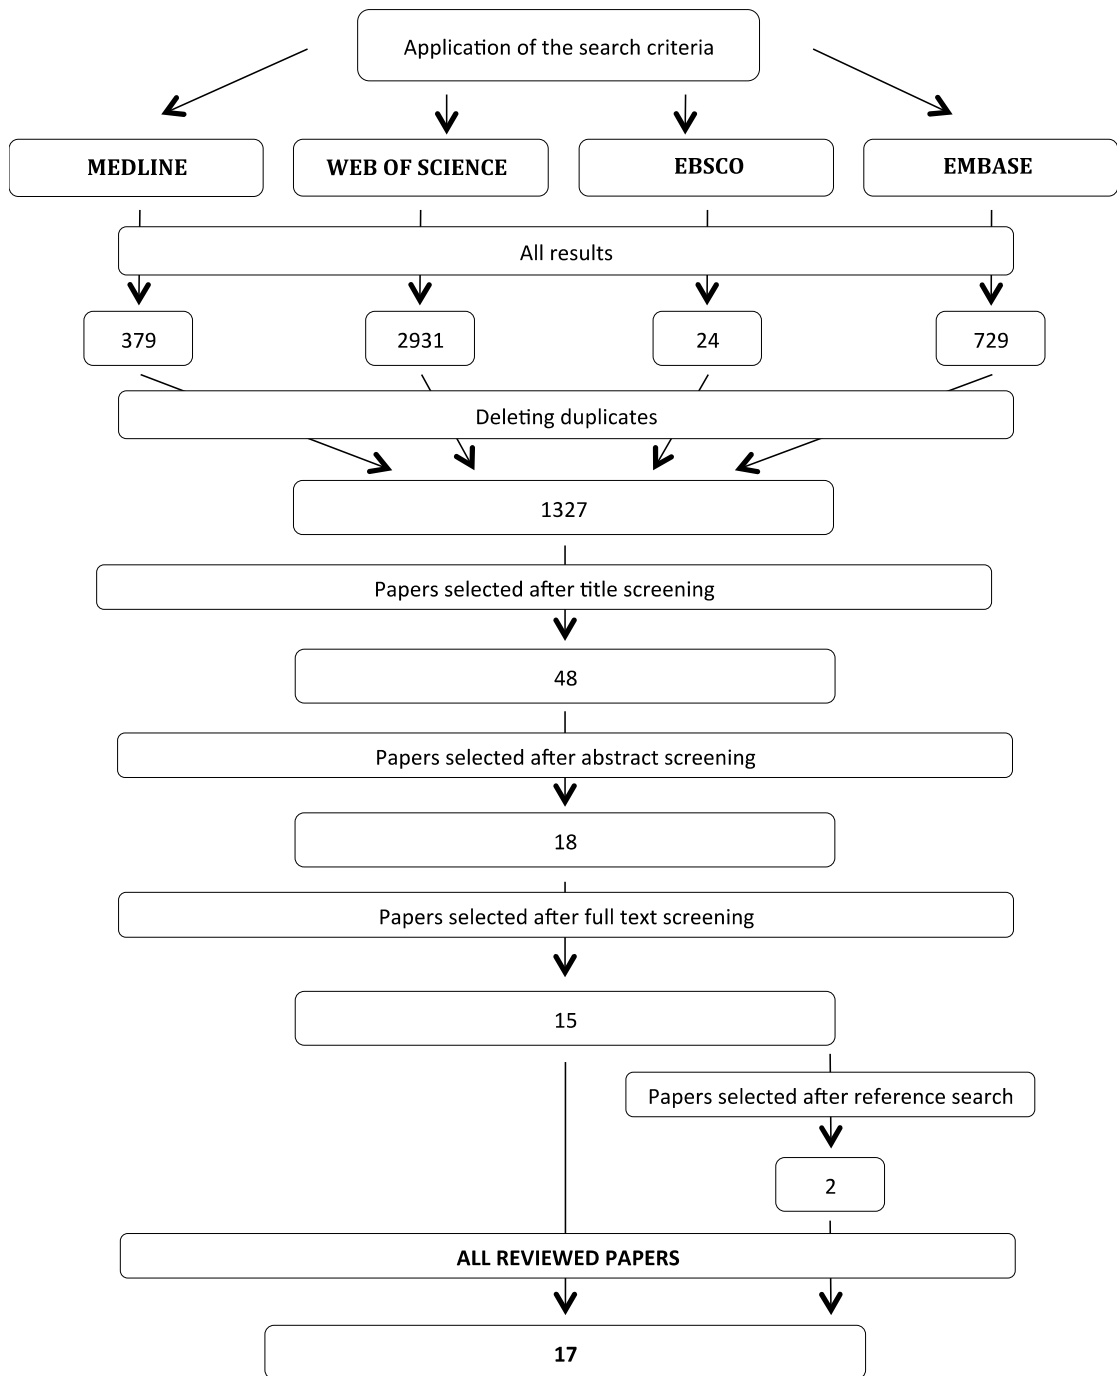 Application of the search criteria
MEDLINE
WEB OF SCIENCE
EBSCO
EMBASE
All results
379
2931
24
729
Deleting duplicates
1327
Papers selected after title screening
48
Papers selected after abstract screening
18
Papers selected after full text screening
15
Papers selected after reference search
2
ALL REVIEWED PAPERS
17